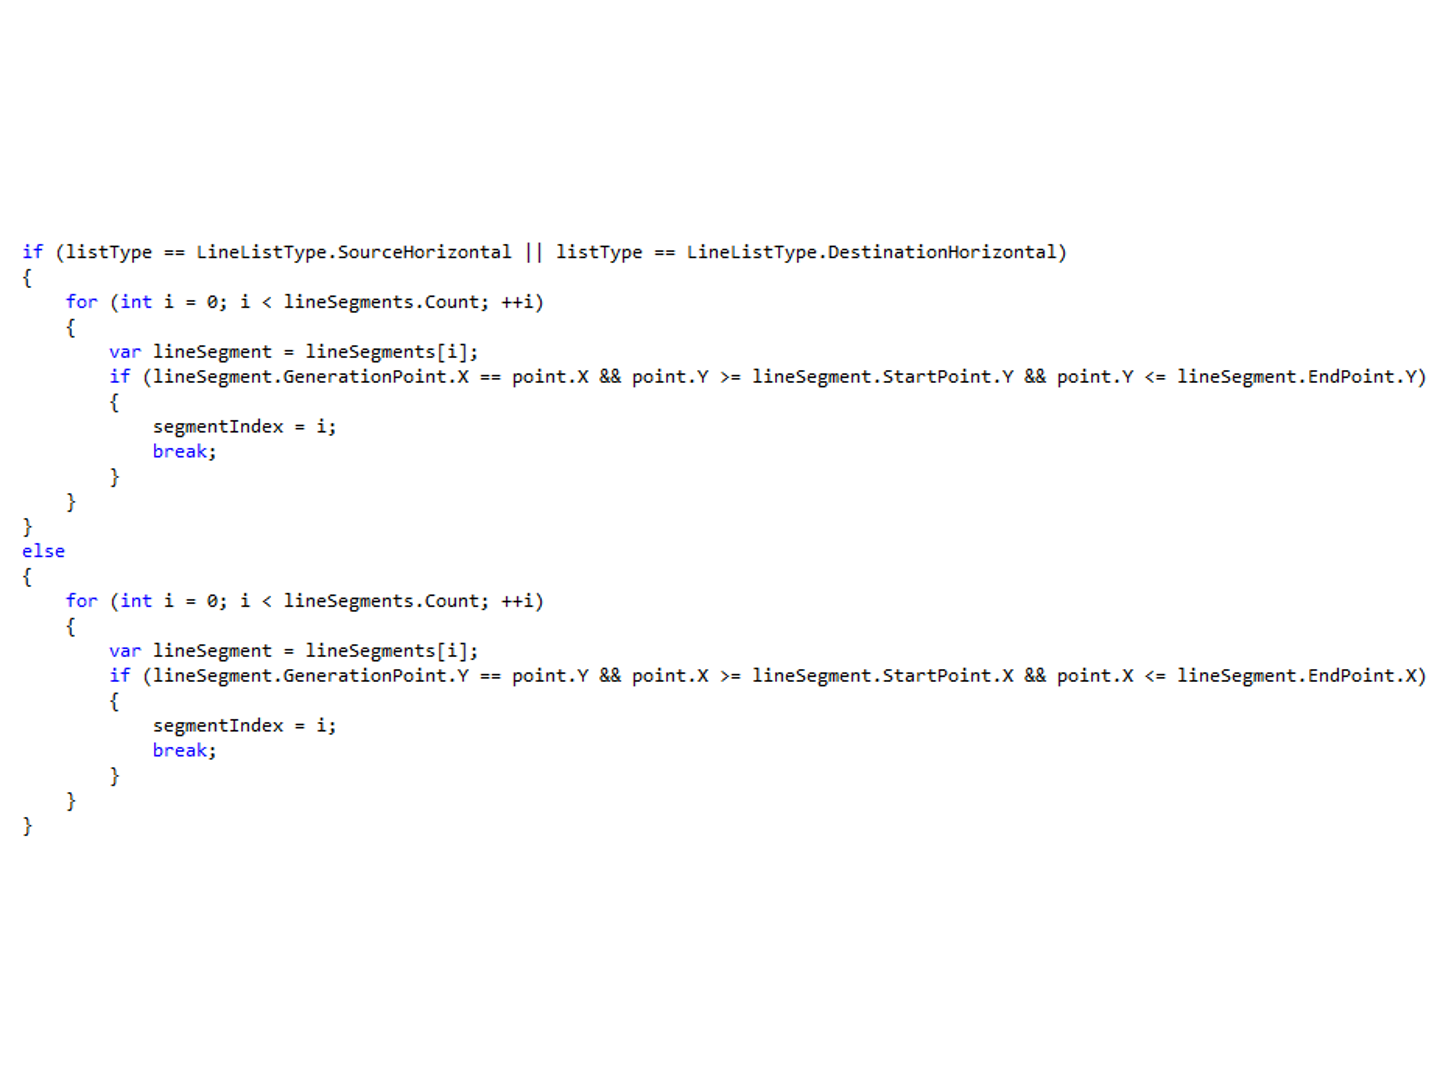 if (listType == LineListType.SourceHorizontal || listType == LineListType.DestinationHorizontal)
{
    for (int i = 0; i < lineSegments.Count; ++i)
    {
        var lineSegment = lineSegments[i];
        if (lineSegment.GenerationPoint.X == point.X && point.Y >= lineSegment.StartPoint.Y && point.Y <= lineSegment.EndPoint.Y)
        {
            segmentIndex = i;
            break;
        }
    }
}
else
{
    for (int i = 0; i < lineSegments.Count; ++i)
    {
        var lineSegment = lineSegments[i];
        if (lineSegment.GenerationPoint.Y == point.Y && point.X >= lineSegment.StartPoint.X && point.X <= lineSegment.EndPoint.X)
        {
            segmentIndex = i;
            break;
        }
    }
}